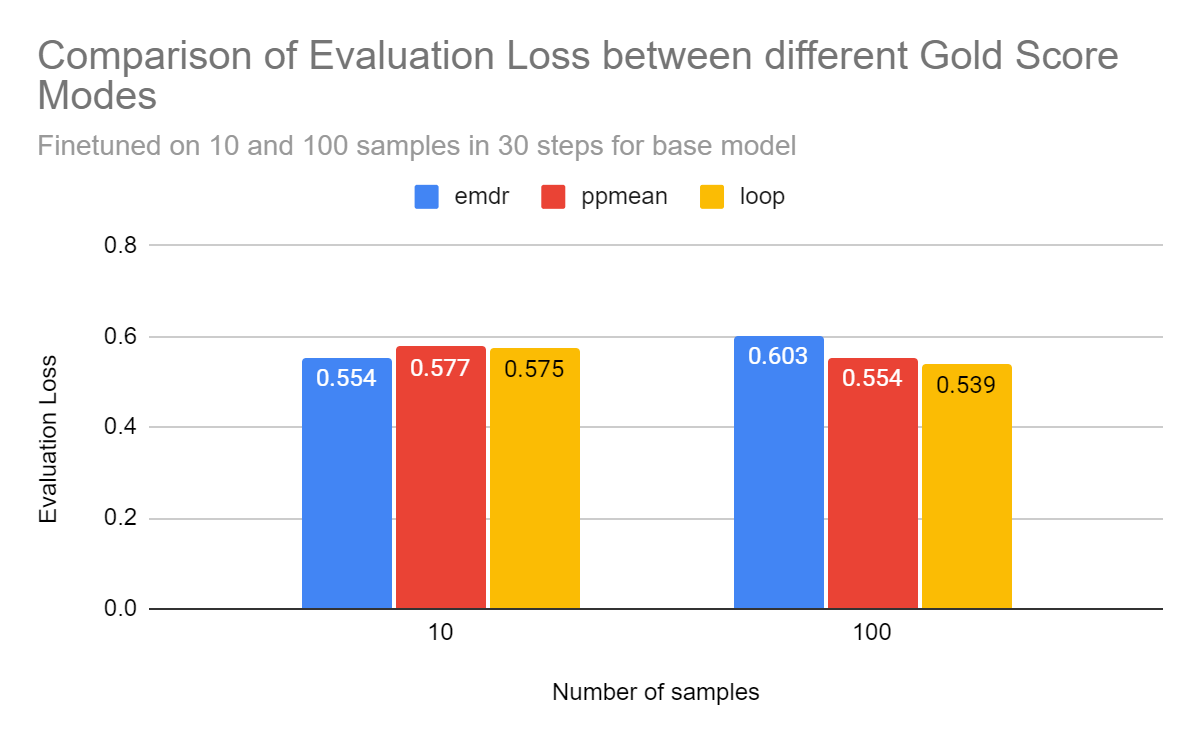 Comparison of Evaluation Loss between different Gold Score
Modes
Finetuned on 10 and 100 samples in 30 steps for base model
emdr ppmean loop
0.8
0.6
0.4
0.2
0.0
Evaluation Loss
0.554 0.577 0.575
0.603 0.554 0.539
10 100
Number of samples